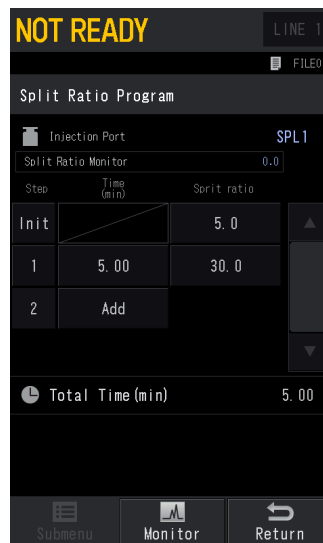 NOT READY
LINE 1
FILE0
Split Ratio Program
Injection Port SPL1
Split Ratio Monitor 0.0
Step Time (min) Sprit ratio
Init 5.0
1 5.00 30.0
2 Add
Total Time(min) 5.00
Submenu Monitor Return